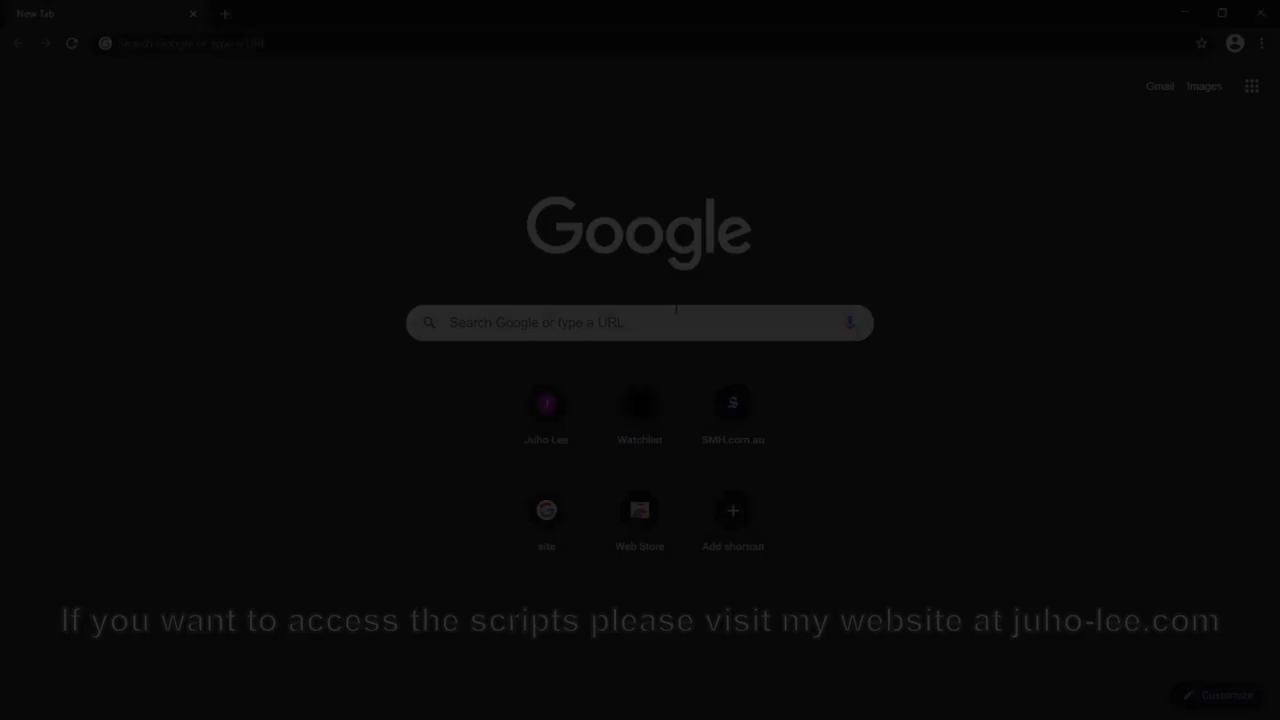 New Tab
Search Google or type a URL
Gmail Images
Google
Search Google or type a URL
Juho Lee Watchlist SMH.com.au
site Web Store Add shortcut
If you want to access the scripts please visit my website at juho-lee.com
Customize